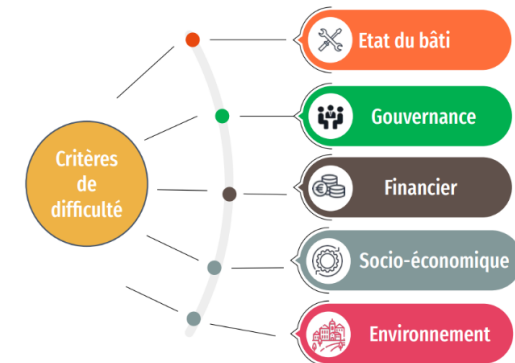 Critères
de
difficulté
Etat du bâti
Gouvernance
Financier
Socio-économique
Environnement